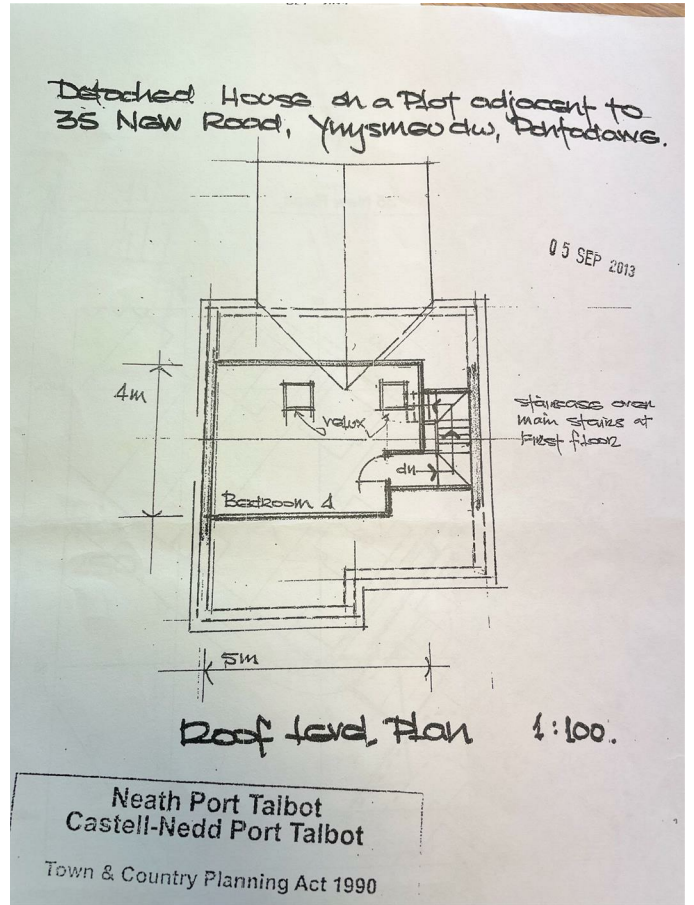 Detached House on a Plot adjacent to
35 New Road, Ynysmeudw, Pontadawe.
05 SEP 2013
4m
velux
staircase over
main stairs at
First floor
dn
Bedroom 4
5m
Roof Level Plan 1:100.
Neath Port Talbot
Castell-Nedd Port Talbot
Town & Country Planning Act 1990